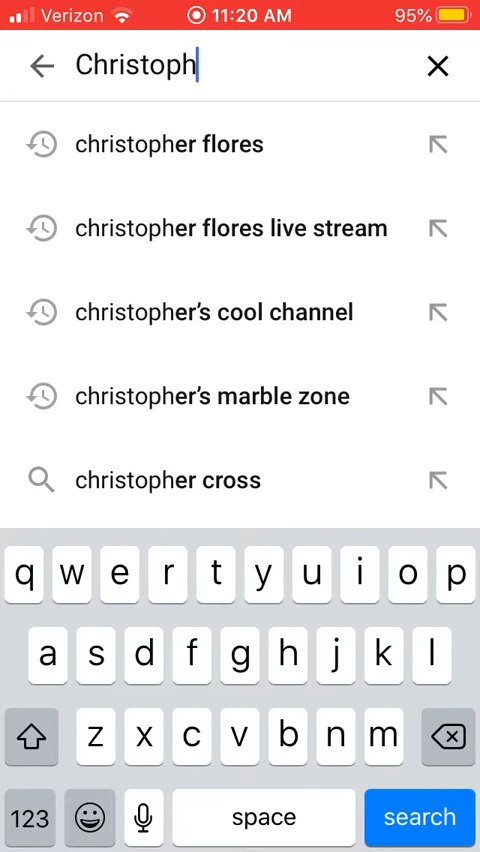 Verizon 11:20 AM 95%
Christoph
christopher flores
christopher flores live stream
christopher’s cool channel
christopher’s marble zone
christopher cross
q w e r t y u i o p
a s d f g h j k l
z x c v b n m
123 space search